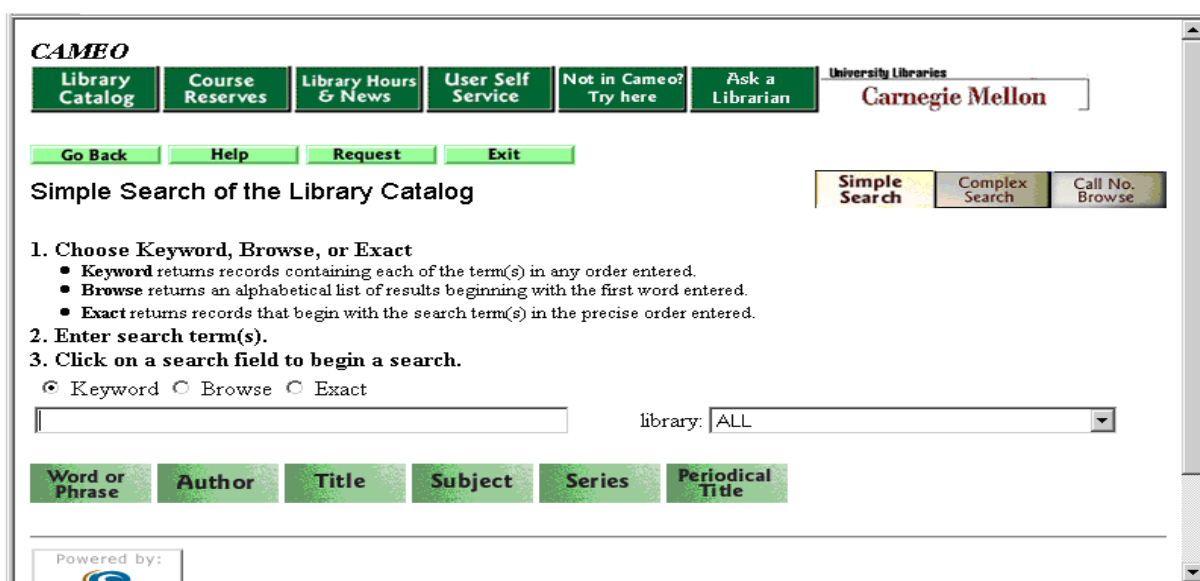 CAMEO
Library Catalog
Course Reserves
Library Hours & News
User Self Service
Not in Cameo? Try here
Ask a Librarian
University Libraries
Carnegie Mellon
Go Back Help Request Exit
Simple Search of the Library Catalog
Simple Search
Complex Search
Call No. Browse
1. Choose Keyword, Browse, or Exact
• Keyword returns records containing each of the term(s) in any order entered.
• Browse returns an alphabetical list of results beginning with the first word entered.
• Exact returns records that begin with the search term(s) in the precise order entered.
2. Enter search term(s).
3. Click on a search field to begin a search.
Keyword Browse Exact
library: ALL
Word or Phrase
Author
Title
Subject
Series
Periodical Title
Powered by: